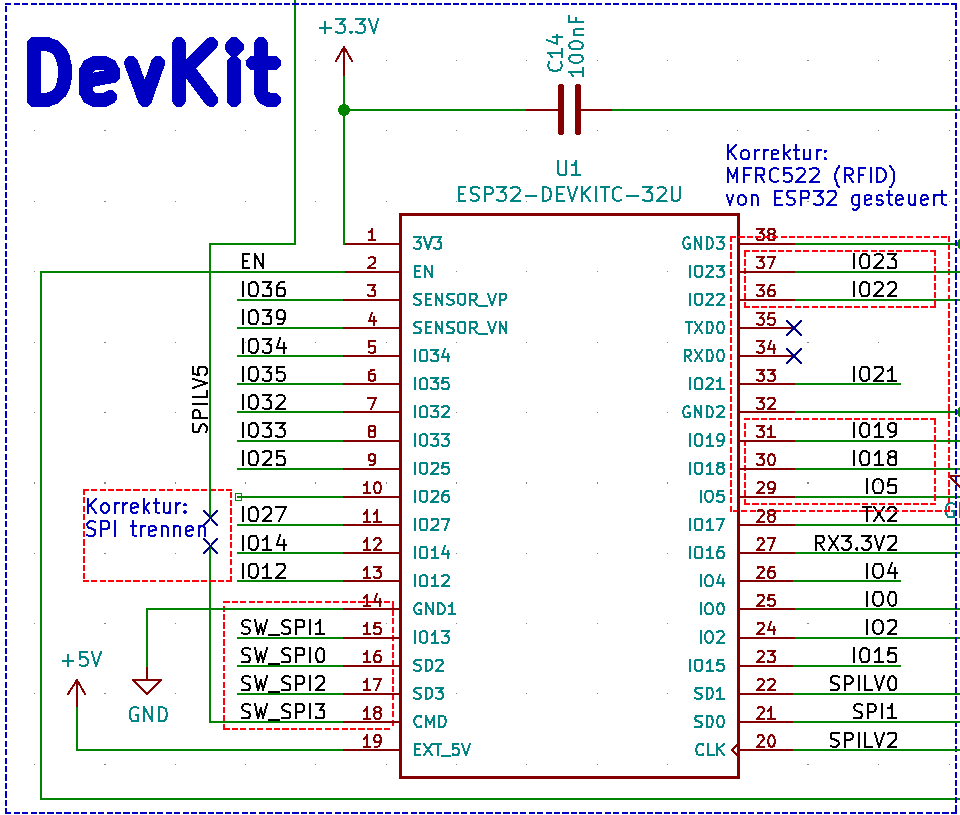 DevKit
+3.3V
C14
100nF
Korrektur:
MFRC522 (RFID)
von ESP32 gesteuert
U1
ESP32-DEVKITC-32U
1 3V3 GND3 38
EN 2 EN IO23 37 IO23
IO36 3 SENSOR_VP IO22 36 IO22
IO39 4 SENSOR_VN TXD0 35
IO34 5 IO34 RXD0 34
IO35 6 IO35 IO21 33 IO21
IO32 7 IO32 GND2 32
IO33 8 IO33 IO19 31 IO19
IO25 9 IO25 IO18 30 IO18
10 IO26 IO5 29 IO5
IO27 11 IO27 IO17 28 TX2
IO14 12 IO14 IO16 27 RX3.3V2
IO12 13 IO12 IO4 26 IO4
14 GND1 IO0 25 IO0
SW_SPI1 15 IO13 IO2 24 IO2
SW_SPI0 16 SD2 IO15 23 IO15
SW_SPI2 17 SD3 SD1 22 SPILV0
SW_SPI3 18 CMD SD0 21 SPI1
19 EXT_5V CLK 20 SPILV2
SPILV5
Korrektur:
SPI trennen
+5V
GND